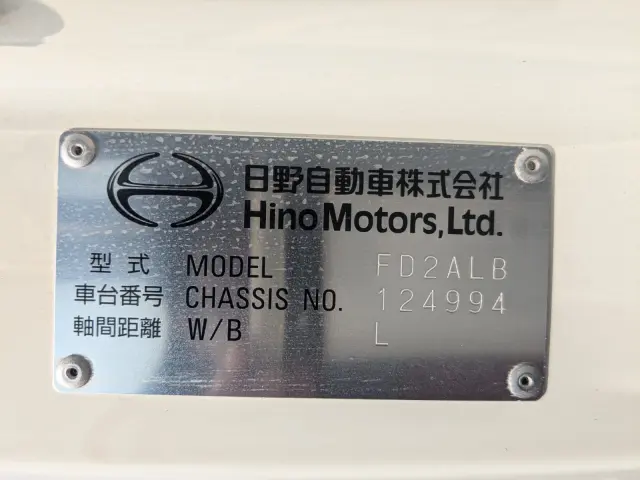 日野自動車株式会社
Hino Motors, Ltd.
型式 MODEL FD2ALB
車台番号 CHASSIS NO. 124994
軸間距離 W/B L